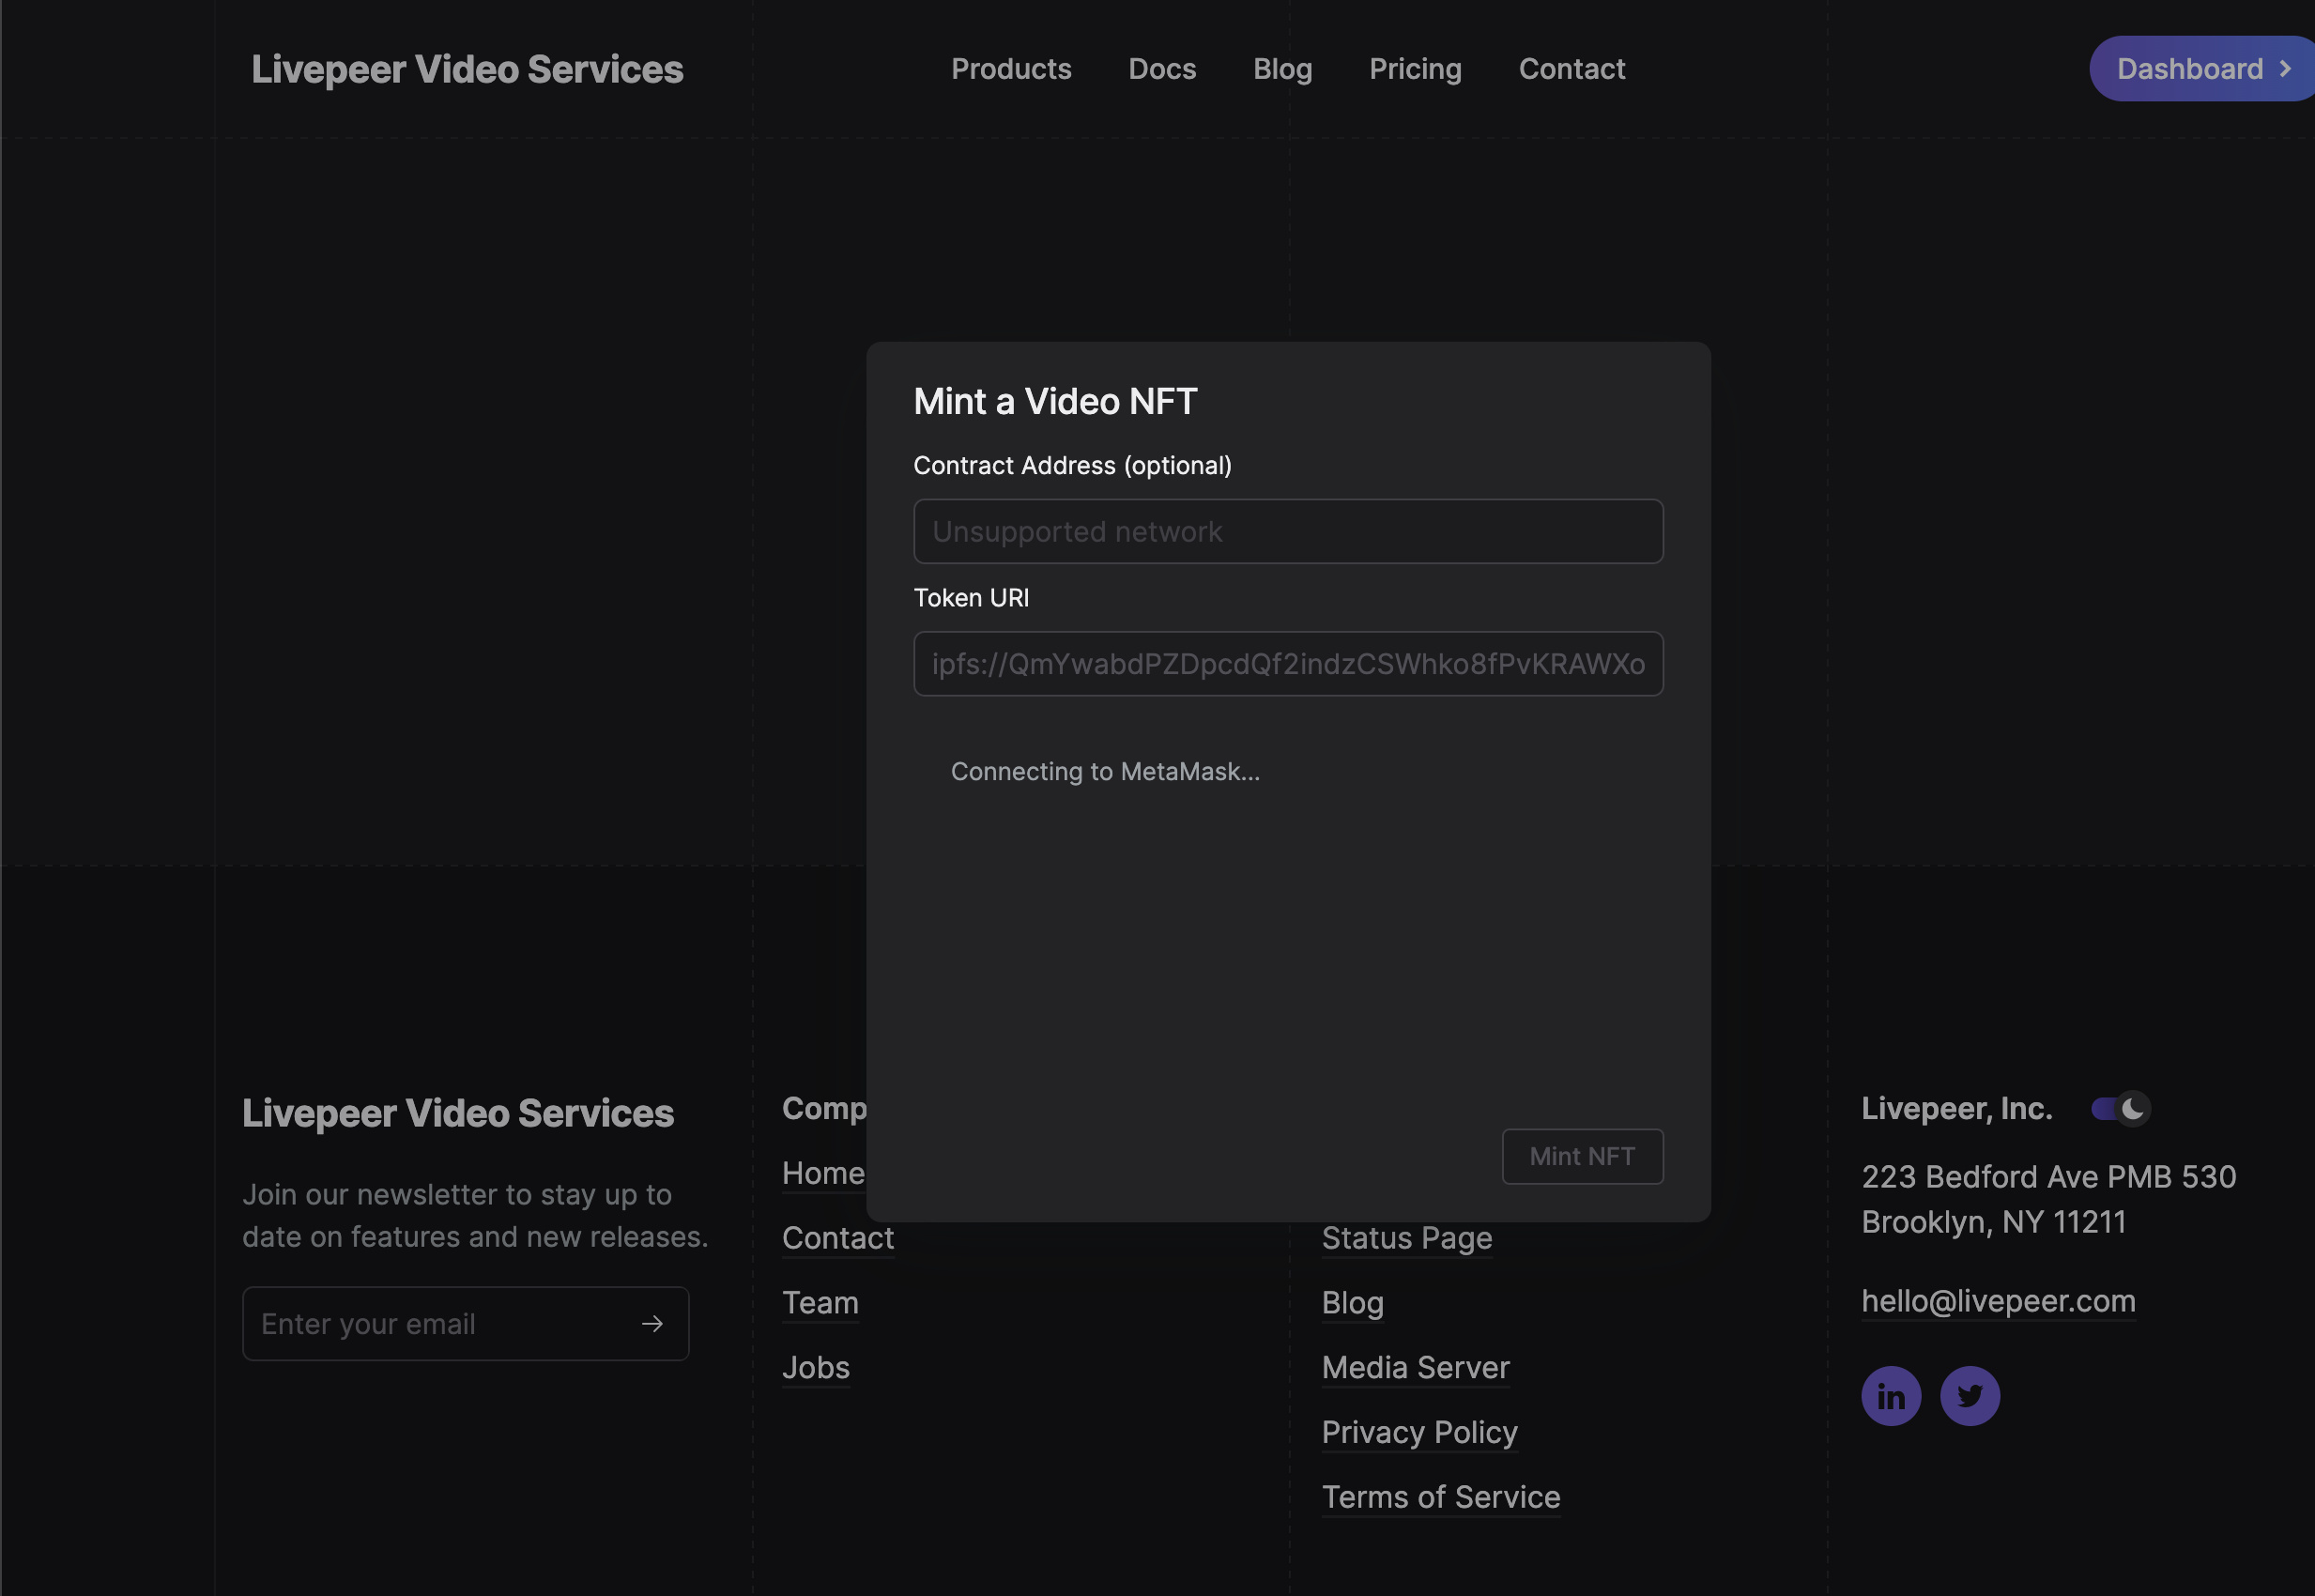 Livepeer Video Services
Products
Docs
Blog
Pricing
Contact
Dashboard
Mint a Video NFT
Contract Address (optional)
Unsupported network
Token URI
ipfs://QmYwabdPZDpcdQf2indzCSWhko8fPvKRAWXo
Connecting to MetaMask...
Mint NFT
Livepeer Video Services
Join our newsletter to stay up to
date on features and new releases.
Enter your email
Comp
Home
Contact
Team
Jobs
Status Page
Blog
Media Server
Privacy Policy
Terms of Service
Livepeer, Inc.
223 Bedford Ave PMB 530
Brooklyn, NY 11211
hello@livepeer.com
in